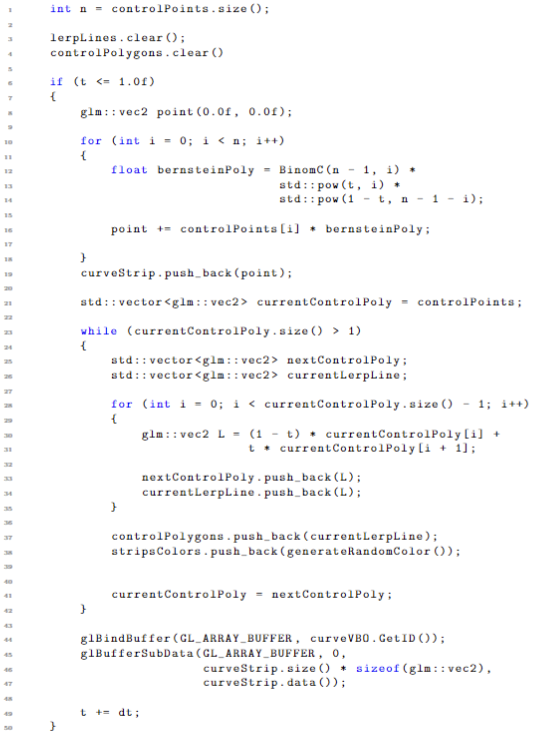 1 int n = controlPoints.size();
2
3 lerpLines.clear();
4 controlPolygons.clear()
5
6 if (t <= 1.0f)
7 {
8     glm::vec2 point(0.0f, 0.0f);
9
10     for (int i = 0; i < n; i++)
11     {
12         float bernsteinPoly = BinomC(n - 1, i) *
13                               std::pow(t, i) *
14                               std::pow(1 - t, n - 1 - i);
15
16         point += controlPoints[i] * bernsteinPoly;
17
18     }
19     curveStrip.push_back(point);
20
21     std::vector<glm::vec2> currentControlPoly = controlPoints;
22
23     while (currentControlPoly.size() > 1)
24     {
25         std::vector<glm::vec2> nextControlPoly;
26         std::vector<glm::vec2> currentLerpLine;
27
28         for (int i = 0; i < currentControlPoly.size() - 1; i++)
29         {
30             glm::vec2 L = (1 - t) * currentControlPoly[i] +
31                           t * currentControlPoly[i + 1];
32
33             nextControlPoly.push_back(L);
34             currentLerpLine.push_back(L);
35         }
36
37         controlPolygons.push_back(currentLerpLine);
38         stripsColors.push_back(generateRandomColor());
39
40
41         currentControlPoly = nextControlPoly;
42     }
43
44     glBindBuffer(GL_ARRAY_BUFFER, curveVBO.GetID());
45     glBufferSubData(GL_ARRAY_BUFFER, 0,
46                     curveStrip.size() * sizeof(glm::vec2),
47                     curveStrip.data());
48
49     t += dt;
50 }